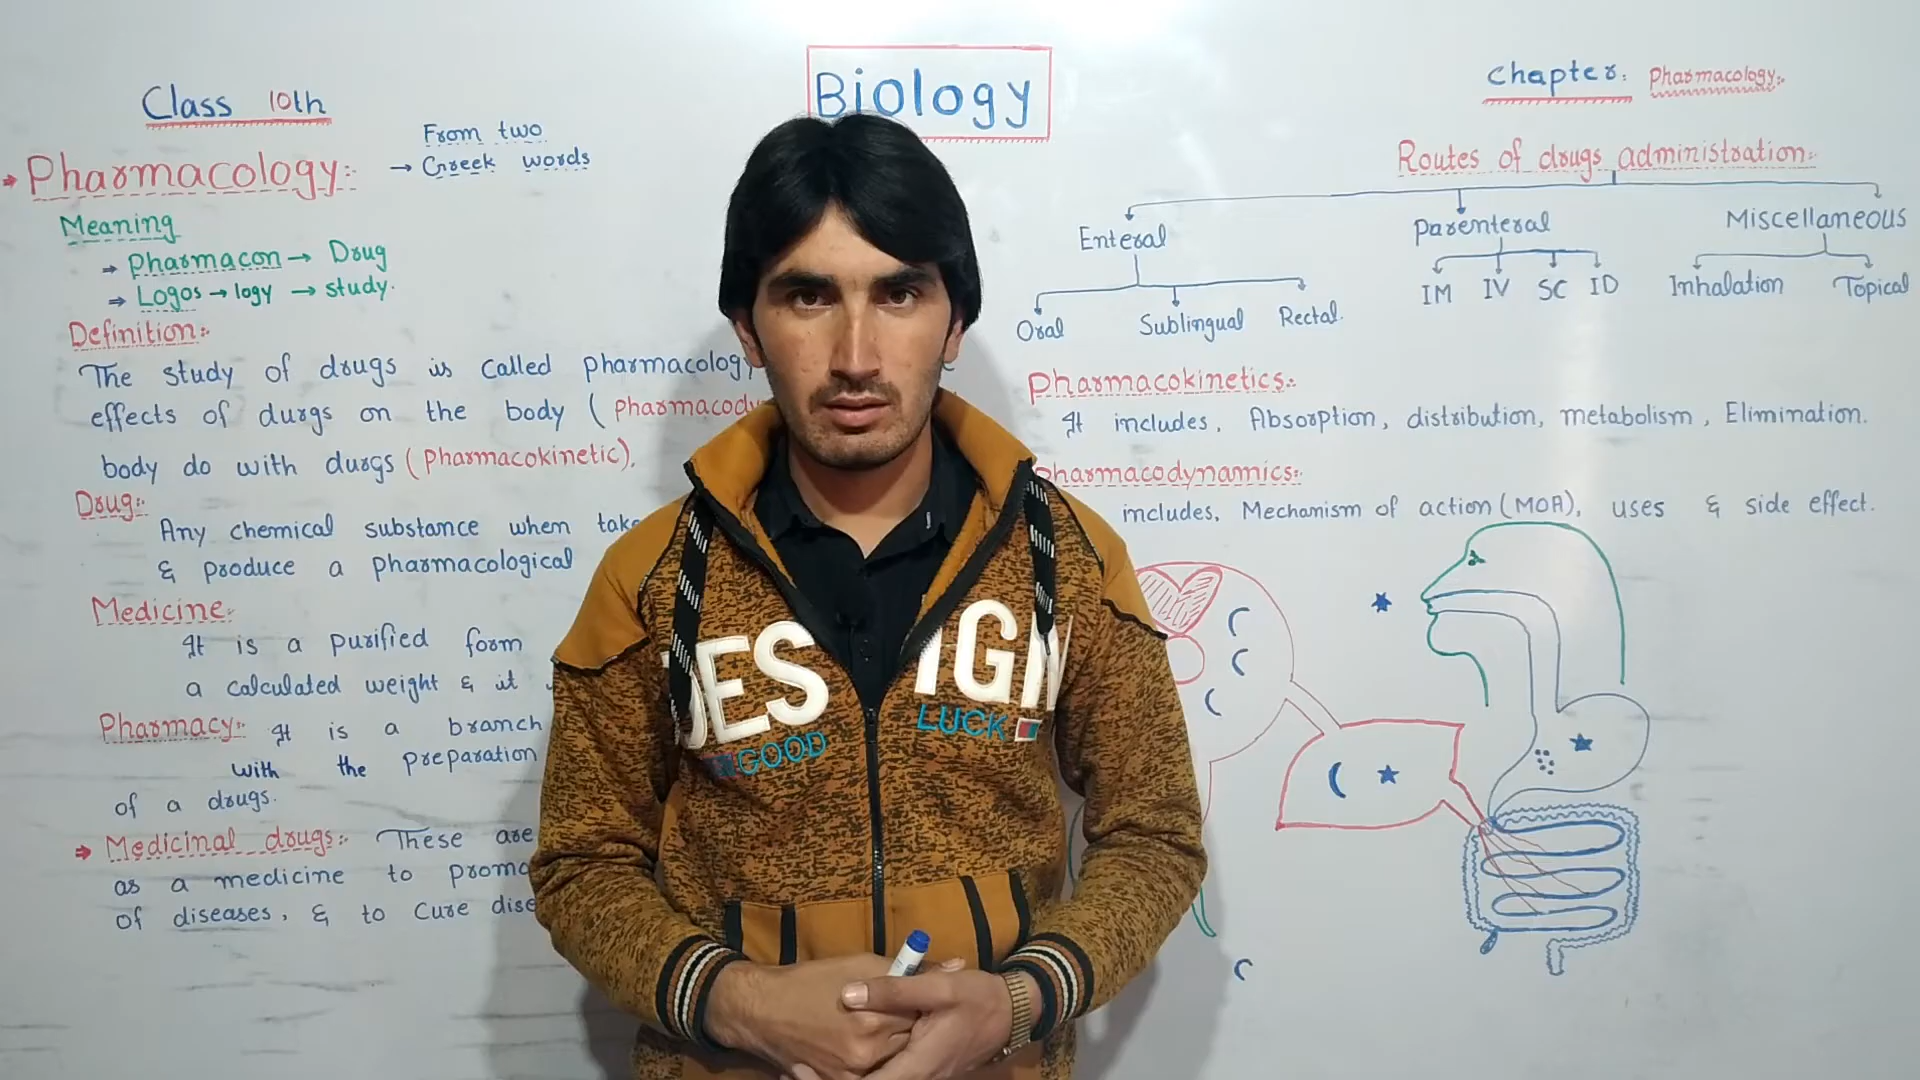 Class 10th
Biology
Chapter: Pharmacology:-
Pharmacology:-
From two
→ Greek words
Meaning
→ Pharmacon → Drug
→ Logos → logy → study.
Definition:-
The study of drugs is called pharmacology
effects of durgs on the body (pharmacody
body do with durgs (Pharmacokinetic).
Drug:-
Any chemical substance when take
& produce a pharmacological
Medicine:-
It is a purified form
a calculated weight & it
Pharmacy:- It is a branch
with the preparation
of a drugs.
Medicinal drugs:- These are
as a medicine to promo
of diseases, & to cure dise
Routes of drugs administration:-
Enteral
Parenteral
Miscellaneous
Oral
Sublingual
Rectal.
IM
IV
SC
ID
Inhalation
Topical
Pharmacokinetics:-
It includes, Absorption, distribution, metabolism, Elimination.
Pharmacodynamics:-
includes, Mechanism of action (MOA), uses & side effect.
DESIGN
GOOD LUCK